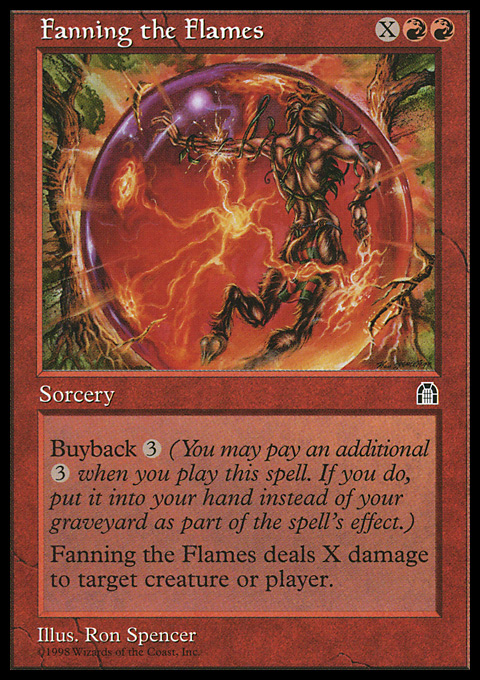 Fanning the Flames X
Sorcery
Buyback 3 (You may pay an additional
3 when you play this spell. If you do,
put it into your hand instead of your
graveyard as part of the spell's effect.)
Fanning the Flames deals X damage
to target creature or player.
Illus. Ron Spencer
©1998 Wizards of the Coast, Inc.